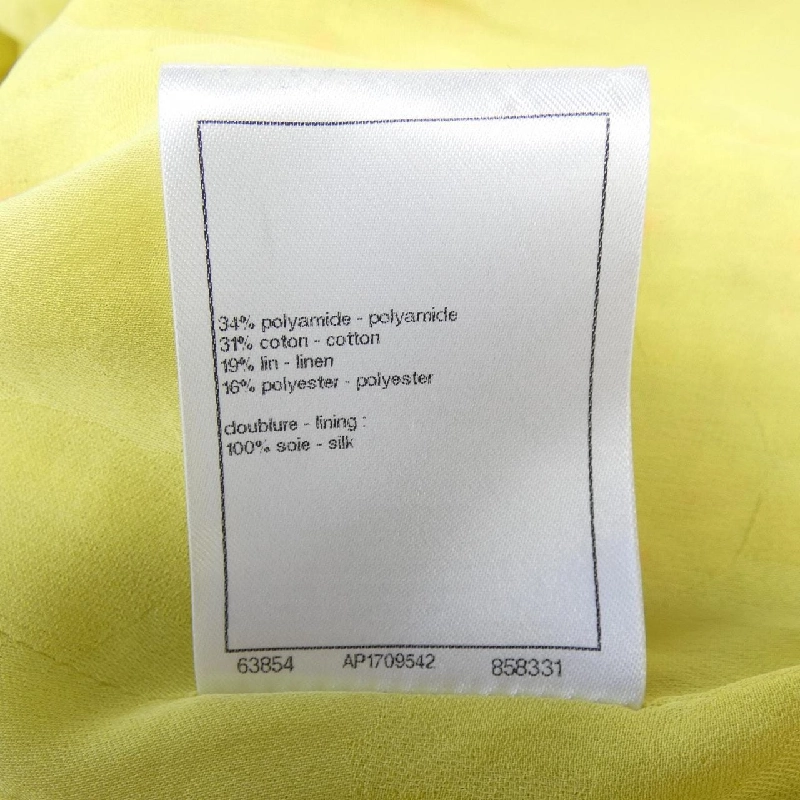 34% polyamide - polyamide
31% coton - cotton
19% lin - linen
16% polyester - polyester
doublure - lining :
100% soie - silk
63854 AP1709542 858331